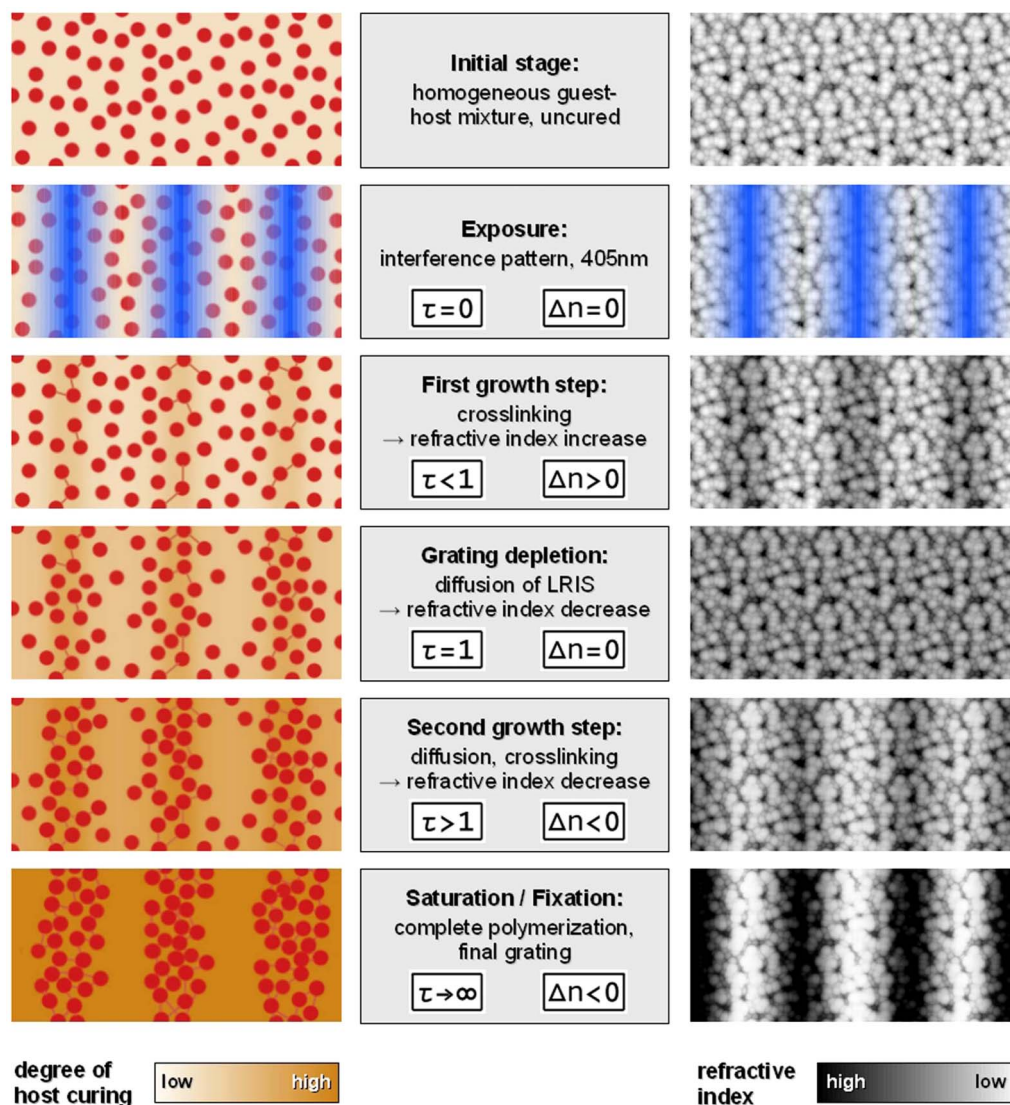 Initial stage:
homogeneous guest-
host mixture, uncured
Exposure:
interference pattern, 405nm
τ=0 Δn=0
First growth step:
crosslinking
→ refractive index increase
τ<1 Δn>0
Grating depletion:
diffusion of LRIS
→ refractive index decrease
τ=1 Δn=0
Second growth step:
diffusion, crosslinking
→ refractive index decrease
τ>1 Δn<0
Saturation / Fixation:
complete polymerization,
final grating
τ→∞ Δn<0
degree of
host curing
low high
refractive
index
high low